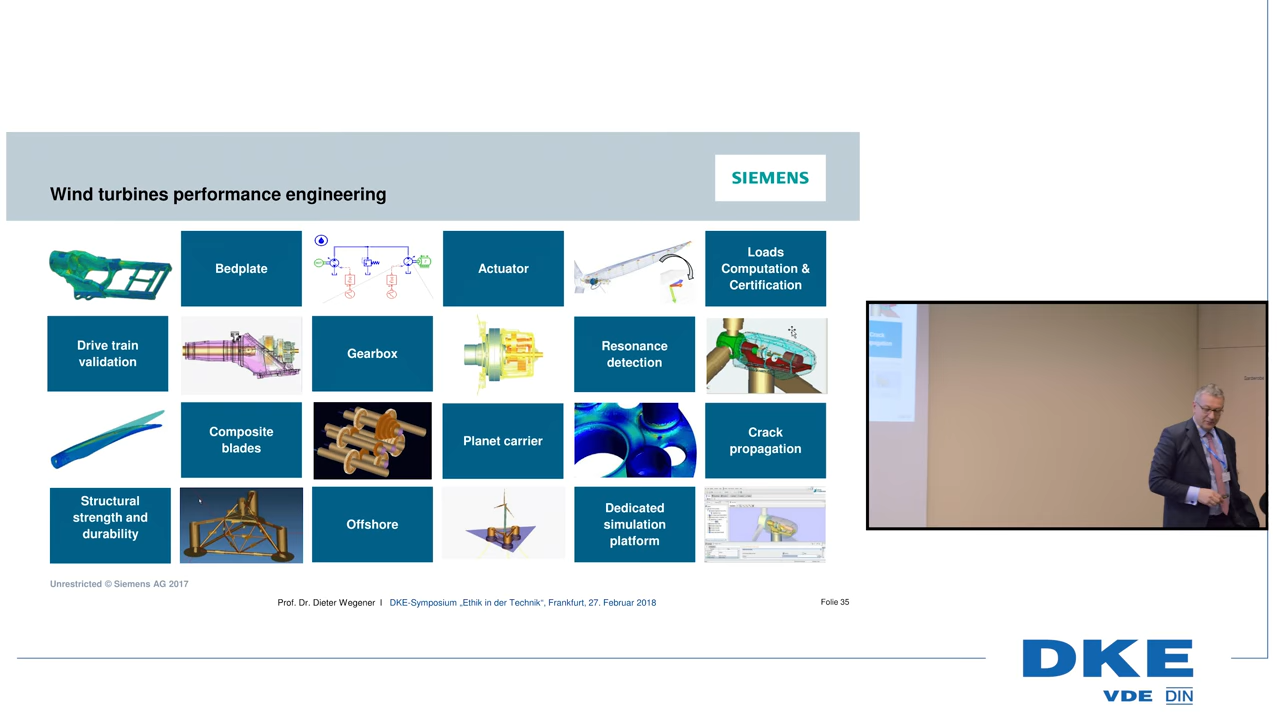 Wind turbines performance engineering
SIEMENS
Bedplate
Actuator
Loads
Computation &
Certification
Drive train
validation
Gearbox
Resonance
detection
Composite
blades
Planet carrier
Crack
propagation
Structural
strength and
durability
Offshore
Dedicated
simulation
platform
Unrestricted © Siemens AG 2017
Prof. Dr. Dieter Wegener I DKE-Symposium „Ethik in der Technik“, Frankfurt, 27. Februar 2018
Folie 35
DKE
VDE DIN